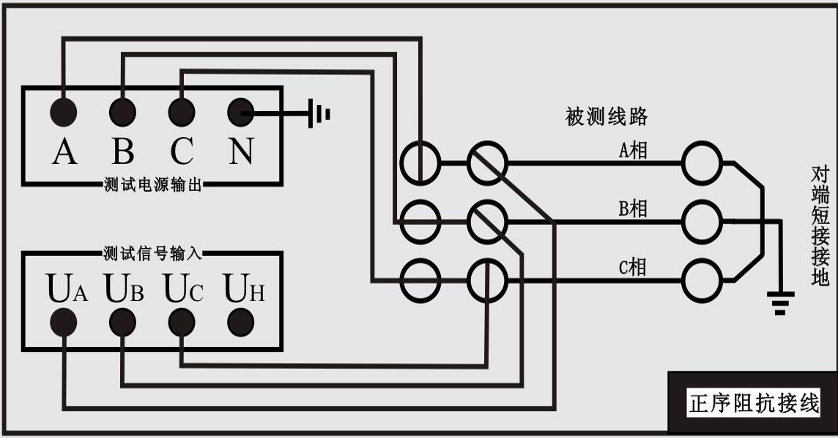 A B C N
测试电源输出
测试信号输入
UA UB UC UH
被测线路
A相
B相
C相
对端短接接地
正序阻抗接线